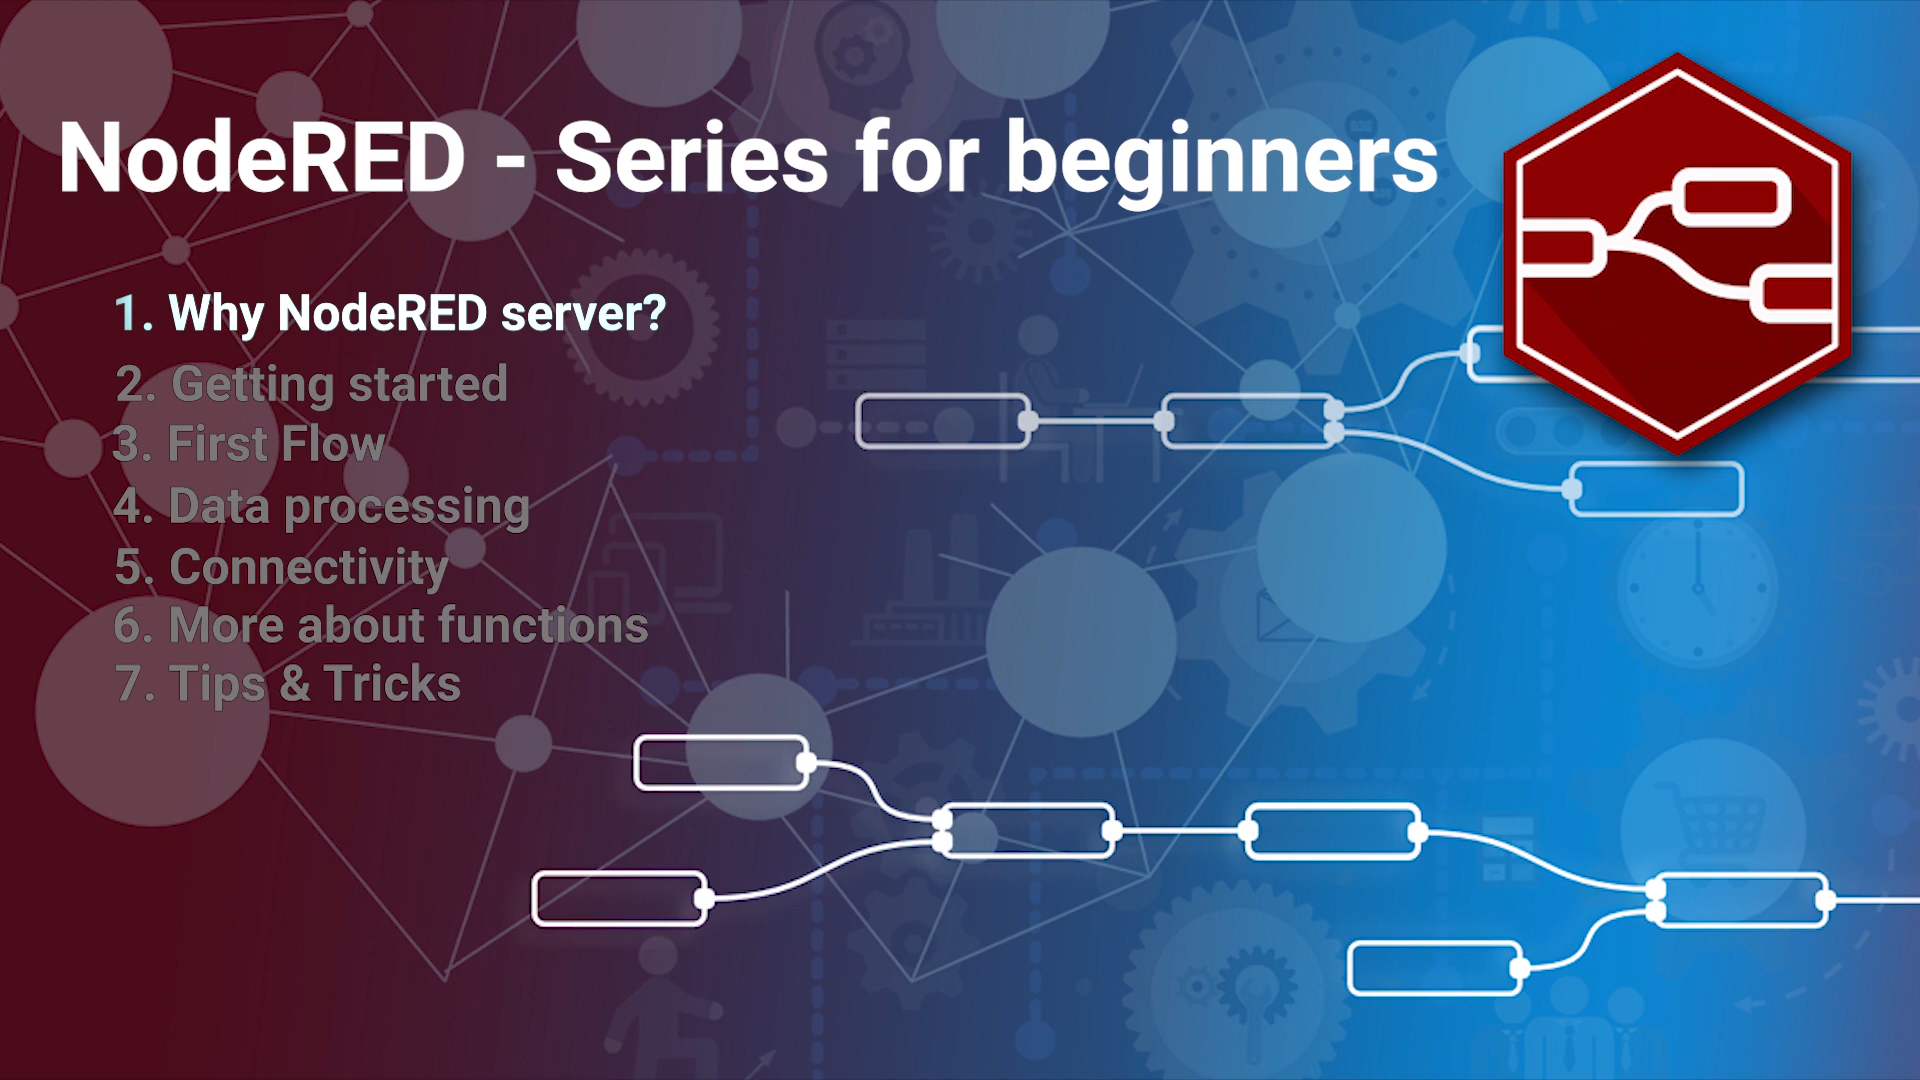 NodeRED - Series for beginners
1. Why NodeRED server?
2. Getting started
3. First Flow
4. Data processing
5. Connectivity
6. More about functions
7. Tips & Tricks